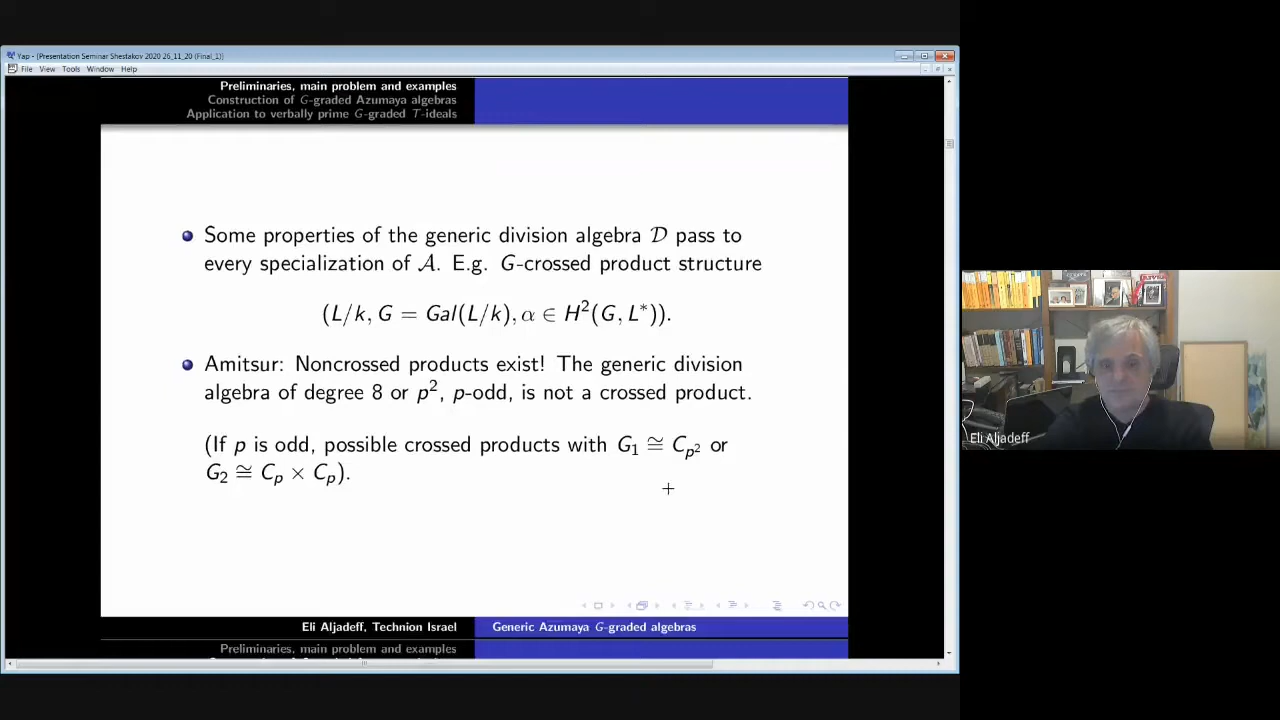 Yap - [Presentation Seminar Shestakov 2020 26_11_20 (Final_1)]
File View Tools Window Help
Preliminaries, main problem and examples
Construction of G-graded Azumaya algebras
Application to verbally prime G-graded T-ideals
Some properties of the generic division algebra 𝒟 pass to
every specialization of 𝒜. E.g. G-crossed product structure
(L/k, G = Gal(L/k), α ∈ H²(G, L*)).
Amitsur: Noncrossed products exist! The generic division
algebra of degree 8 or p², p-odd, is not a crossed product.
(If p is odd, possible crossed products with G₁ ≅ C_{p²} or
G₂ ≅ C_p × C_p).
Eli Aljadeff
Eli Aljadeff, Technion Israel
Generic Azumaya G-graded algebras
Preliminaries, main problem and examples